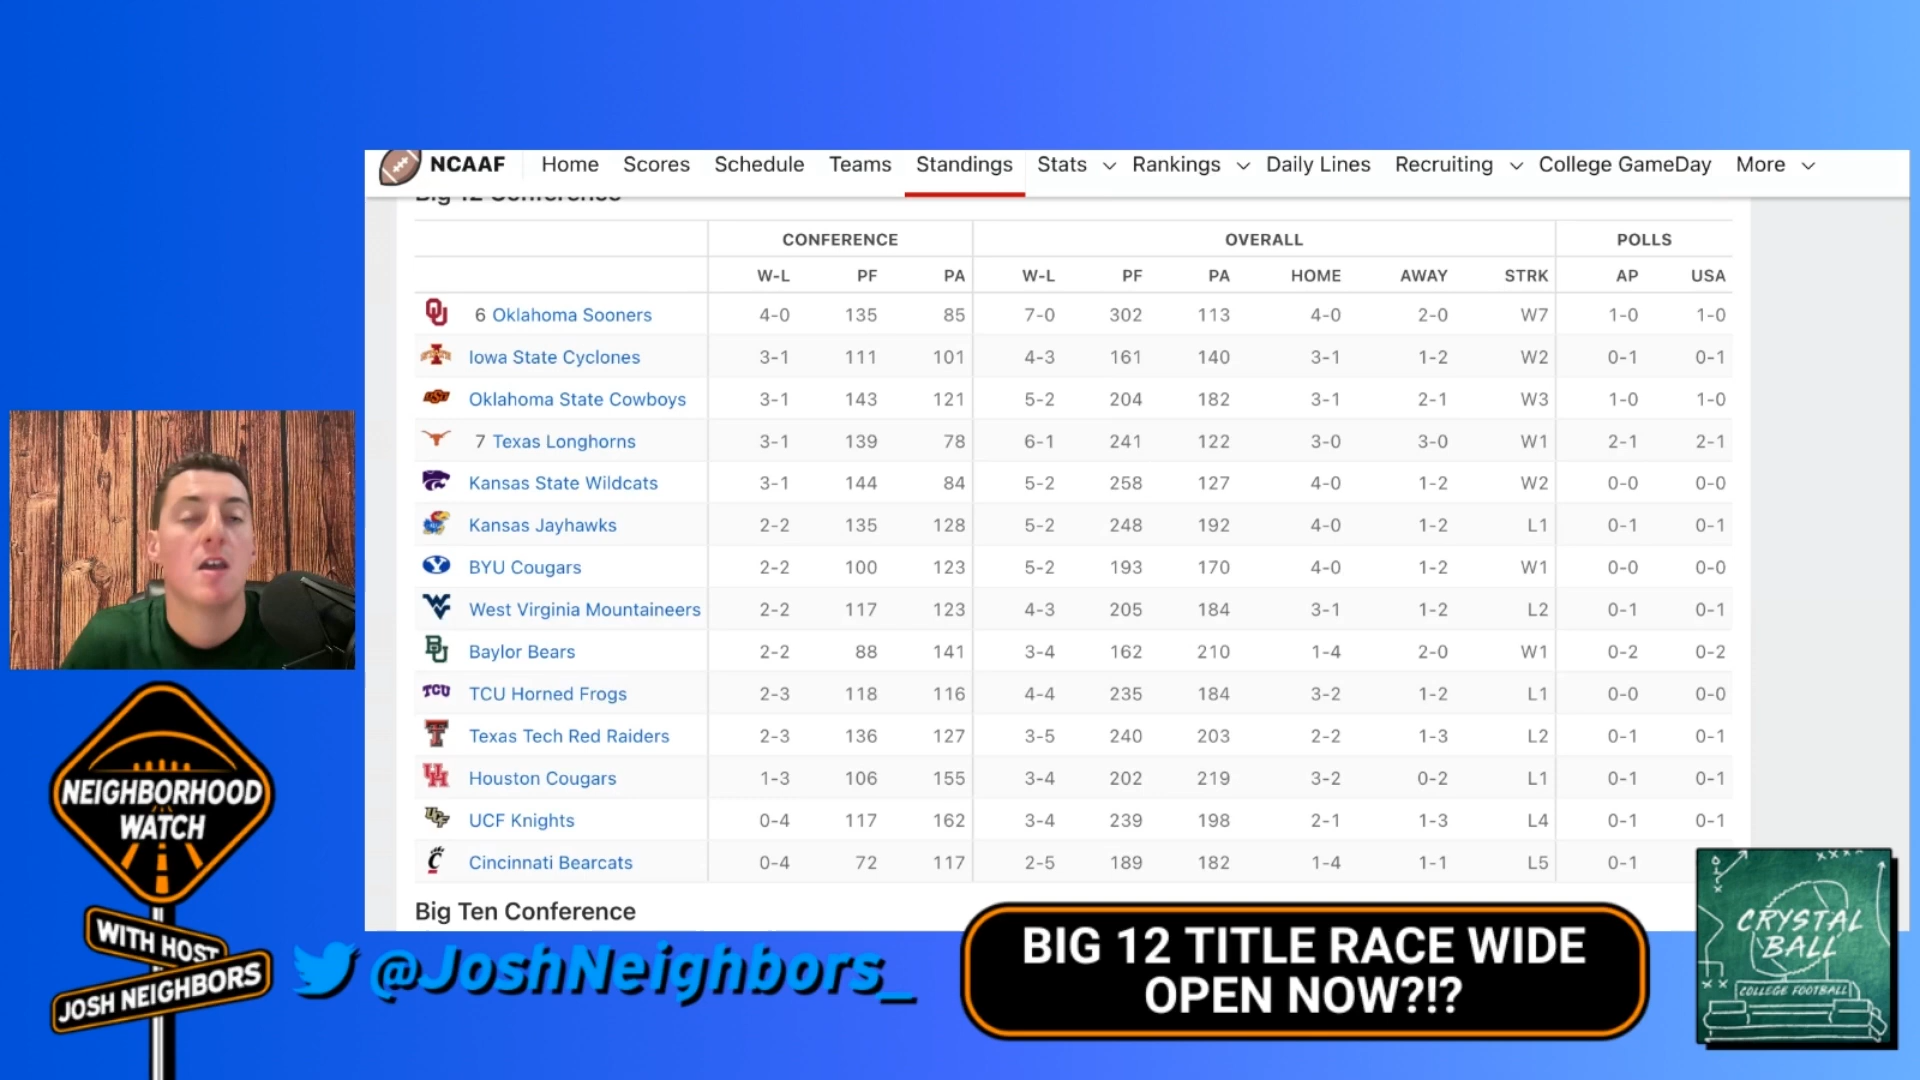 NCAAF Home Scores Schedule Teams Standings Stats Rankings Daily Lines Recruiting College GameDay More
Big 12 Conference
CONFERENCE OVERALL POLLS
W-L PF PA W-L PF PA HOME AWAY STRK AP USA
OU 6 Oklahoma Sooners 4-0 135 85 7-0 302 113 4-0 2-0 W7 1-0 1-0
Iowa State Cyclones 3-1 111 101 4-3 161 140 3-1 1-2 W2 0-1 0-1
Oklahoma State Cowboys 3-1 143 121 5-2 204 182 3-1 2-1 W3 1-0 1-0
7 Texas Longhorns 3-1 139 78 6-1 241 122 3-0 3-0 W1 2-1 2-1
Kansas State Wildcats 3-1 144 84 5-2 258 127 4-0 1-2 W2 0-0 0-0
Kansas Jayhawks 2-2 135 128 5-2 248 192 4-0 1-2 L1 0-1 0-1
BYU Cougars 2-2 100 123 5-2 193 170 4-0 1-2 W1 0-0 0-0
West Virginia Mountaineers 2-2 117 123 4-3 205 184 3-1 1-2 L2 0-1 0-1
BU Baylor Bears 2-2 88 141 3-4 162 210 1-4 2-0 W1 0-2 0-2
TCU TCU Horned Frogs 2-3 118 116 4-4 235 184 3-2 1-2 L1 0-0 0-0
Texas Tech Red Raiders 2-3 136 127 3-5 240 203 2-2 1-3 L2 0-1 0-1
UH Houston Cougars 1-3 106 155 3-4 202 219 3-2 0-2 L1 0-1 0-1
UCF UCF Knights 0-4 117 162 3-4 239 198 2-1 1-3 L4 0-1 0-1
Cincinnati Bearcats 0-4 72 117 2-5 189 182 1-4 1-1 L5 0-1
Big Ten Conference
NEIGHBORHOOD
WATCH
WITH HOST
JOSH NEIGHBORS
@JoshNeighbors_
BIG 12 TITLE RACE WIDE
OPEN NOW?!?
CRYSTAL
BALL
COLLEGE FOOTBALL